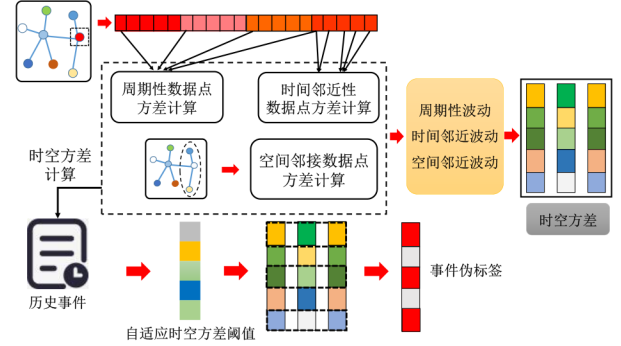 周期性数据点
方差计算
时间邻近性
数据点方差计算
空间邻接数据点
方差计算
周期性波动
时间邻近波动
空间邻近波动
时空方差
时空方差
计算
历史事件
自适应时空方差阈值
事件伪标签